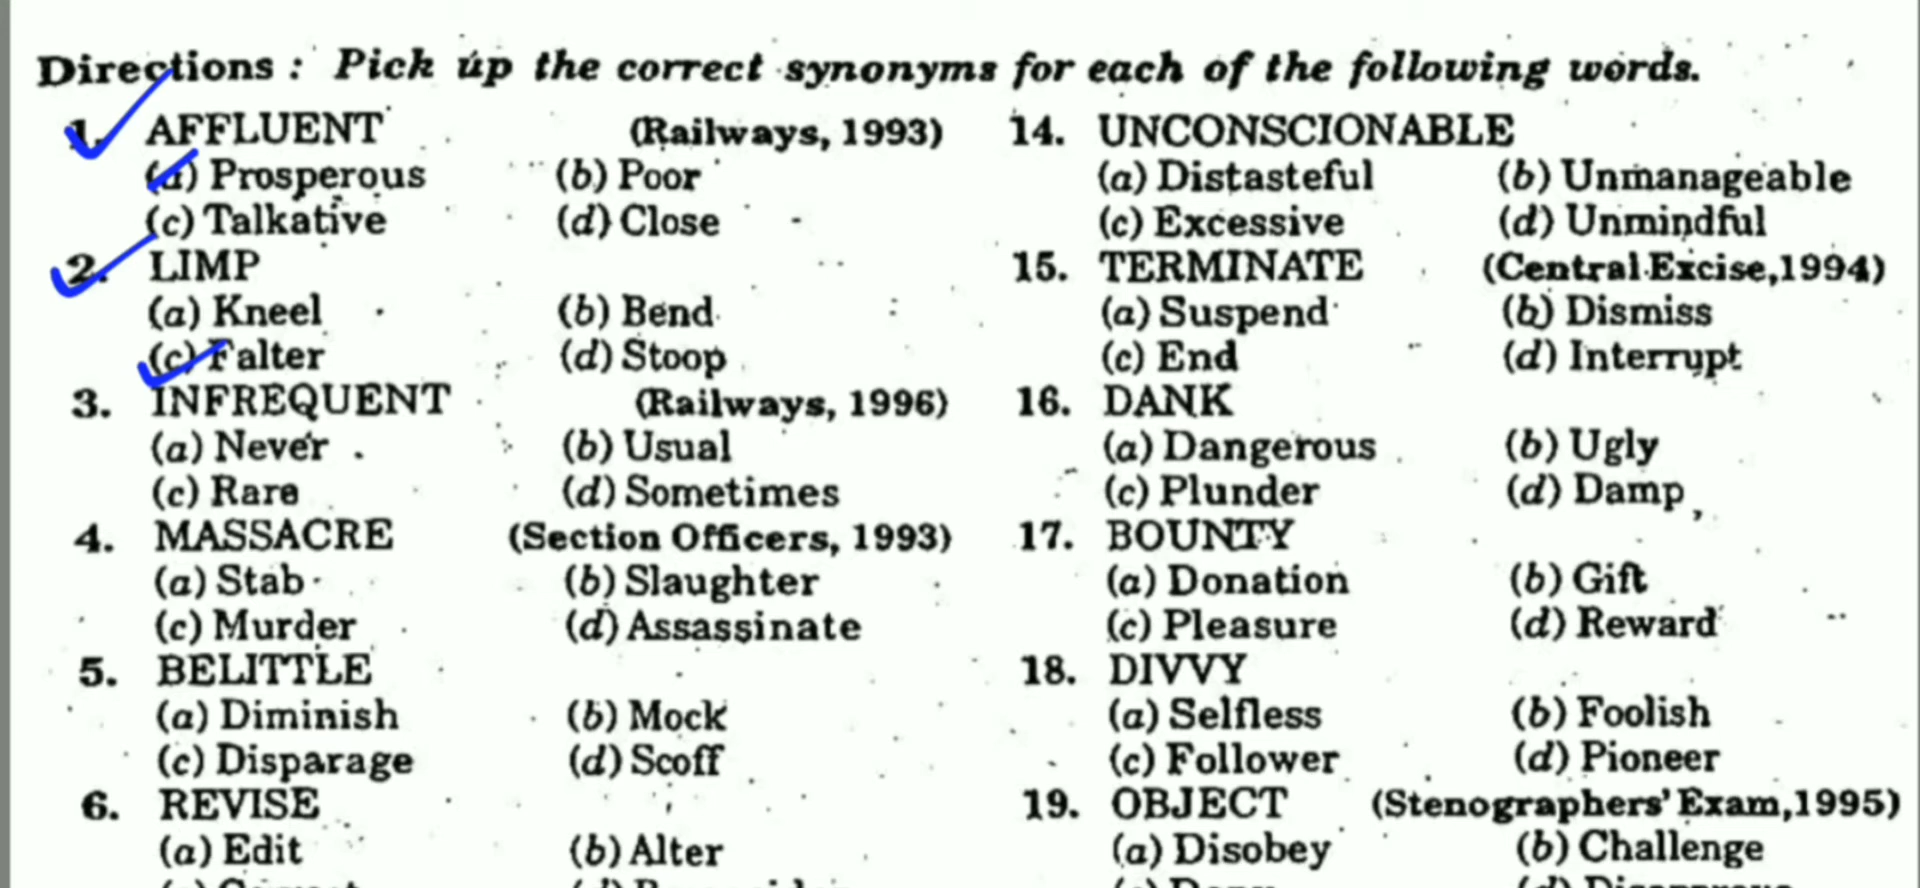 Directions : Pick up the correct synonyms for each of the following words.
1. AFFLUENT (Railways, 1993)
(a) Prosperous (b) Poor
(c) Talkative (d) Close
2. LIMP
(a) Kneel (b) Bend
(c) Falter (d) Stoop
3. INFREQUENT (Railways, 1996)
(a) Never (b) Usual
(c) Rare (d) Sometimes
4. MASSACRE (Section Officers, 1993)
(a) Stab (b) Slaughter
(c) Murder (d) Assassinate
5. BELITTLE
(a) Diminish (b) Mock
(c) Disparage (d) Scoff
6. REVISE
(a) Edit (b) Alter
14. UNCONSCIONABLE
(a) Distasteful (b) Unmanageable
(c) Excessive (d) Unmindful
15. TERMINATE (Central Excise,1994)
(a) Suspend (b) Dismiss
(c) End (d) Interrupt
16. DANK
(a) Dangerous (b) Ugly
(c) Plunder (d) Damp
17. BOUNTY
(a) Donation (b) Gift
(c) Pleasure (d) Reward
18. DIVVY
(a) Selfless (b) Foolish
(c) Follower (d) Pioneer
19. OBJECT (Stenographers' Exam,1995)
(a) Disobey (b) Challenge